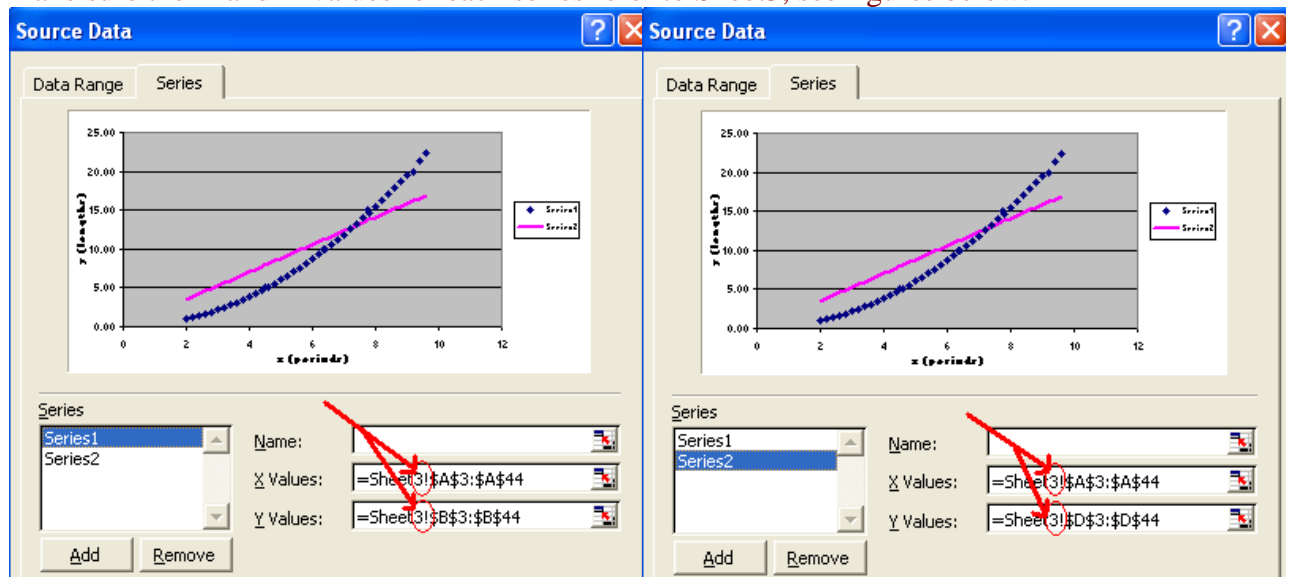 Source Data
Data Range Series
25.00
20.00
15.00
10.00
5.00
0.00
0 2 4 6 8 10 12
y (lengths)
x (periods)
Series1
Series2
Series
Series1
Series2
Name:
X Values: =Sheet3!$A$3:$A$44
Y Values: =Sheet3!$B$3:$B$44
Add Remove
Source Data
Data Range Series
25.00
20.00
15.00
10.00
5.00
0.00
0 2 4 6 8 10 12
y (lengths)
x (periods)
Series1
Series2
Series
Series1
Series2
Name:
X Values: =Sheet3!$A$3:$A$44
Y Values: =Sheet3!$D$3:$D$44
Add Remove